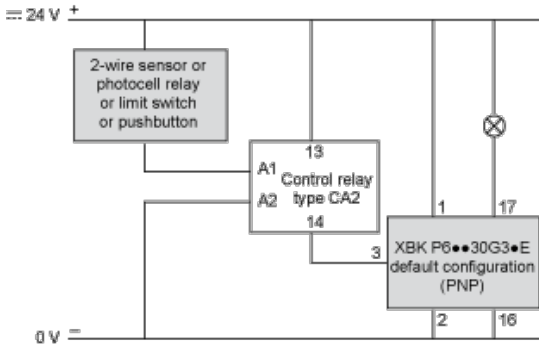 ⎓ 24 V +
2-wire sensor or
photocell relay
or limit switch
or pushbutton
13
A1
Control relay
A2
type CA2
14
1
17
3
XBK P6●●30G3●E
default configuration
(PNP)
2
16
0 V −